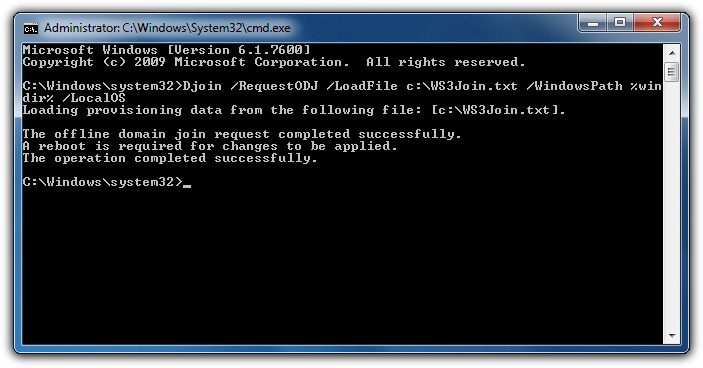 Administrator: C:\Windows\System32\cmd.exe
Microsoft Windows [Version 6.1.7600]
Copyright (c) 2009 Microsoft Corporation.  All rights reserved.
C:\Windows\system32>Djoin /RequestODJ /LoadFile c:\WS3Join.txt /WindowsPath %win
dir% /LocalOS
Loading provisioning data from the following file: [c:\WS3Join.txt].
The offline domain join request completed successfully.
A reboot is required for changes to be applied.
The operation completed successfully.
C:\Windows\system32>_